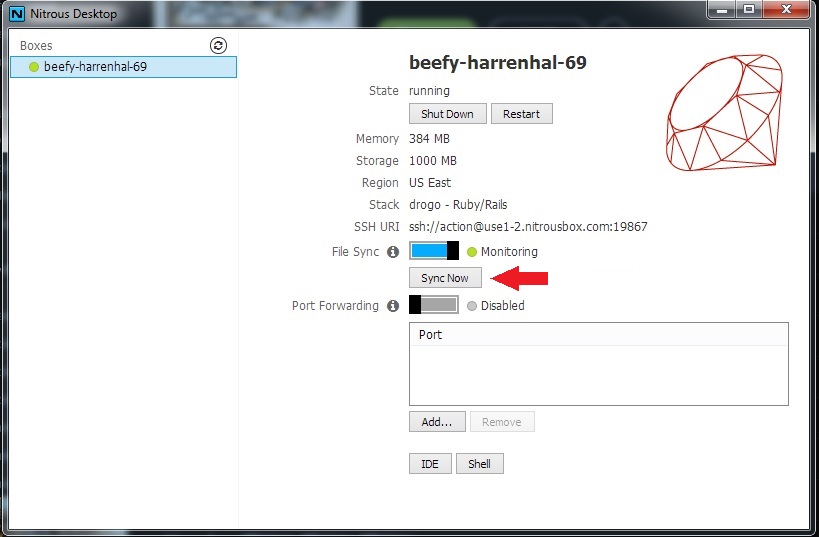 Nitrous Desktop
Boxes
beefy-harrenhal-69
beefy-harrenhal-69
State running
Shut Down Restart
Memory 384 MB
Storage 1000 MB
Region US East
Stack drogo - Ruby/Rails
SSH URI ssh://action@use1-2.nitrousbox.com:19867
File Sync Monitoring
Sync Now
Port Forwarding Disabled
Port
Add... Remove
IDE Shell